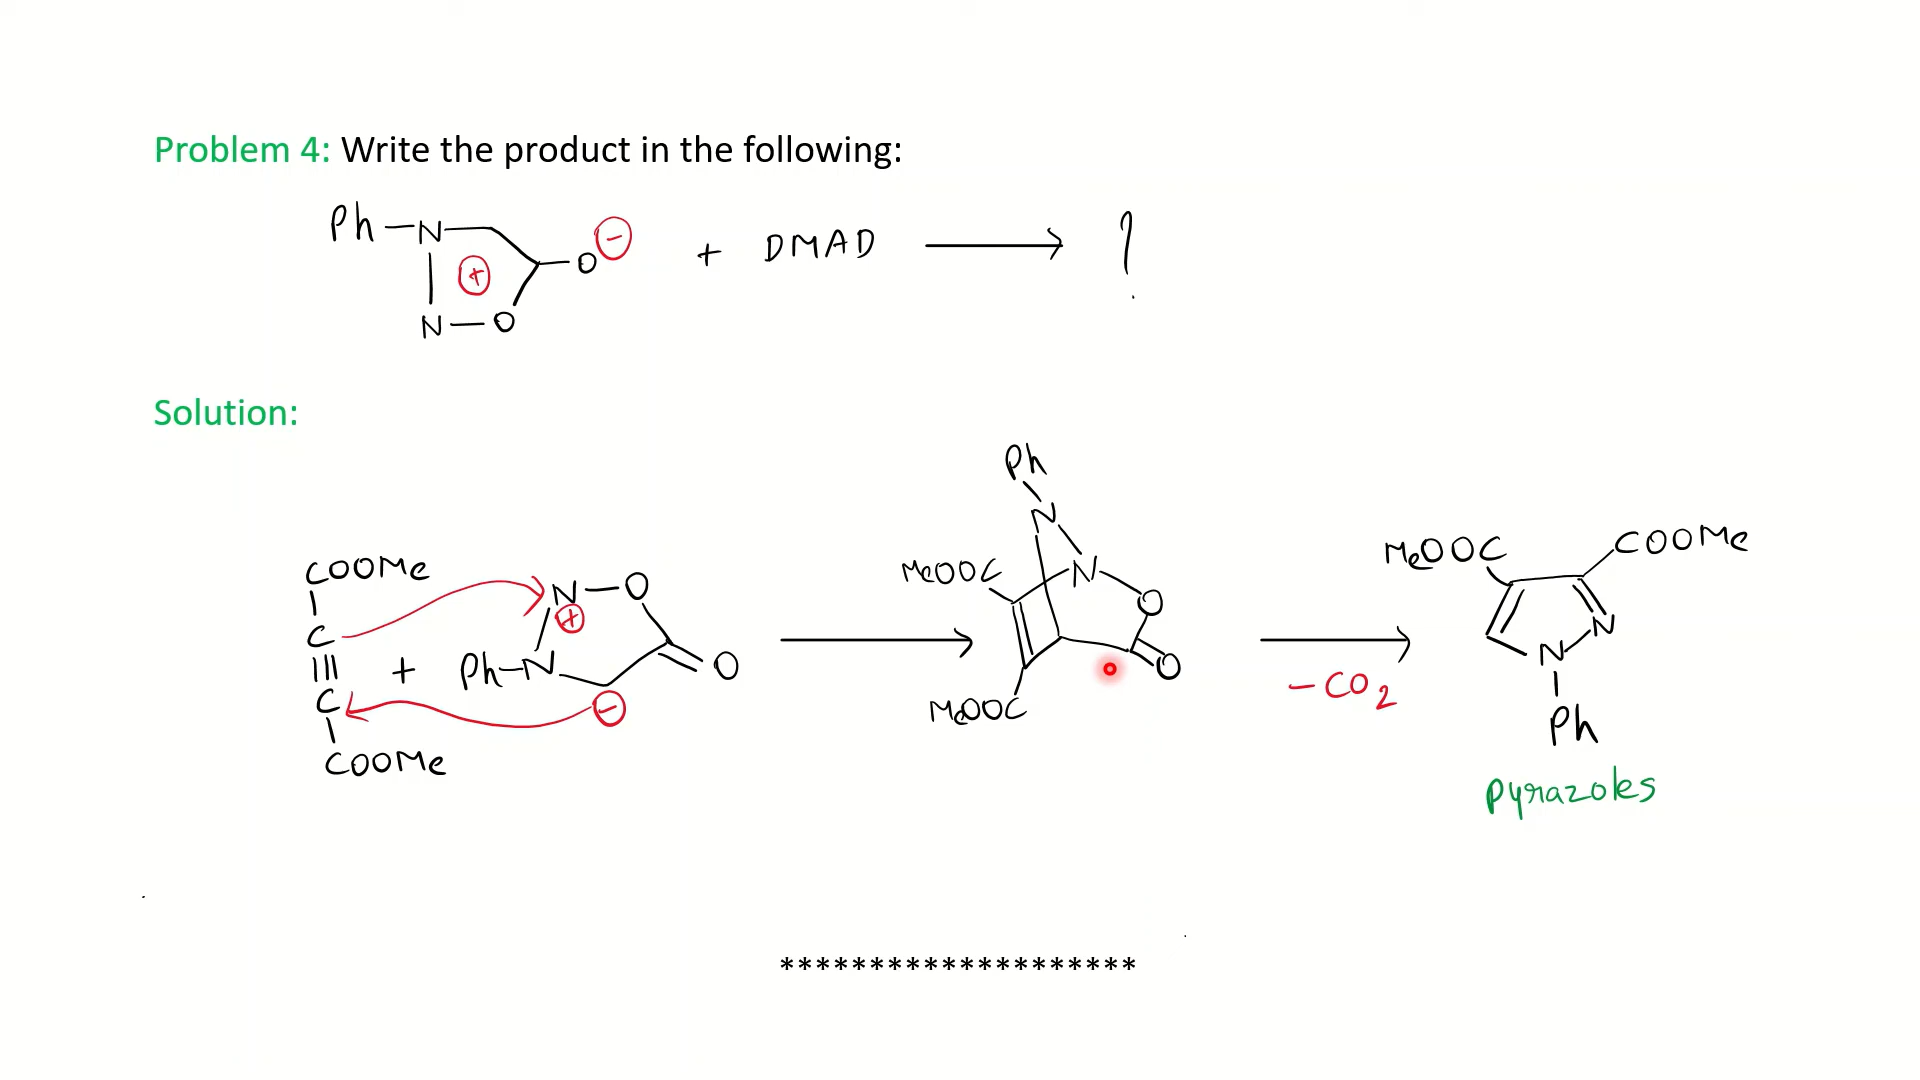 Problem 4: Write the product in the following:
Ph-N O ⊖
⊕ + DMAD ⟶ ?
N-O
Solution:
Ph
N
COOMe MeOOC N MeOOC COOMe
C N-O O N
⊕
||| + Ph-N O O -CO2 N
C ⊖
COOMe MeOOC Ph
pyrazoles
********************